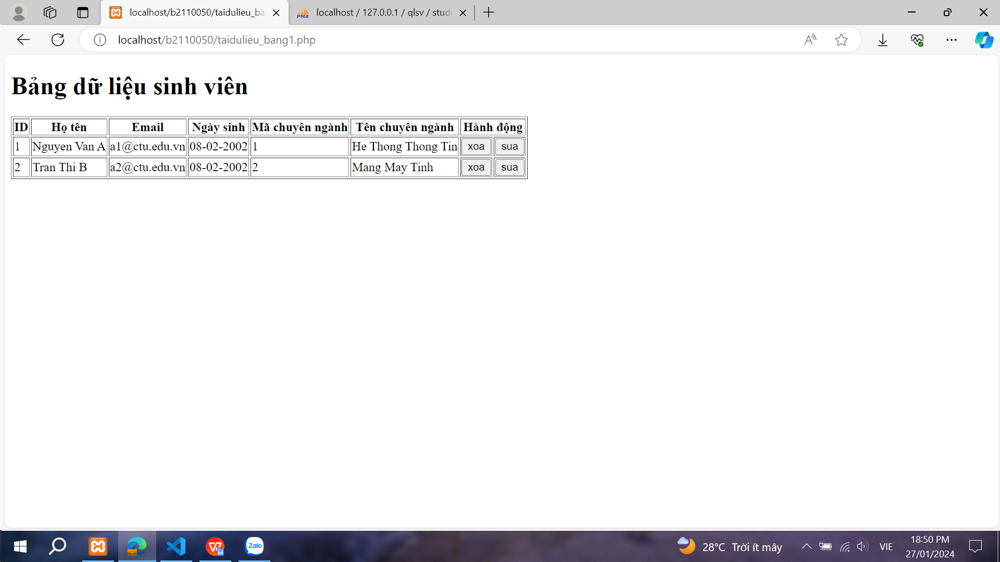 localhost/b2110050/taidulieu_ba
PMA localhost / 127.0.0.1 / qlsv / stude
localhost/b2110050/taidulieu_bang1.php
Bảng dữ liệu sinh viên
ID Họ tên Email Ngày sinh Mã chuyên ngành Tên chuyên ngành Hành động
1 Nguyen Van A a1@ctu.edu.vn 08-02-2002 1 He Thong Thong Tin xoa sua
2 Tran Thi B a2@ctu.edu.vn 08-02-2002 2 Mang May Tinh xoa sua
Zalo
28°C Trời ít mây
VIE
18:50 PM
27/01/2024